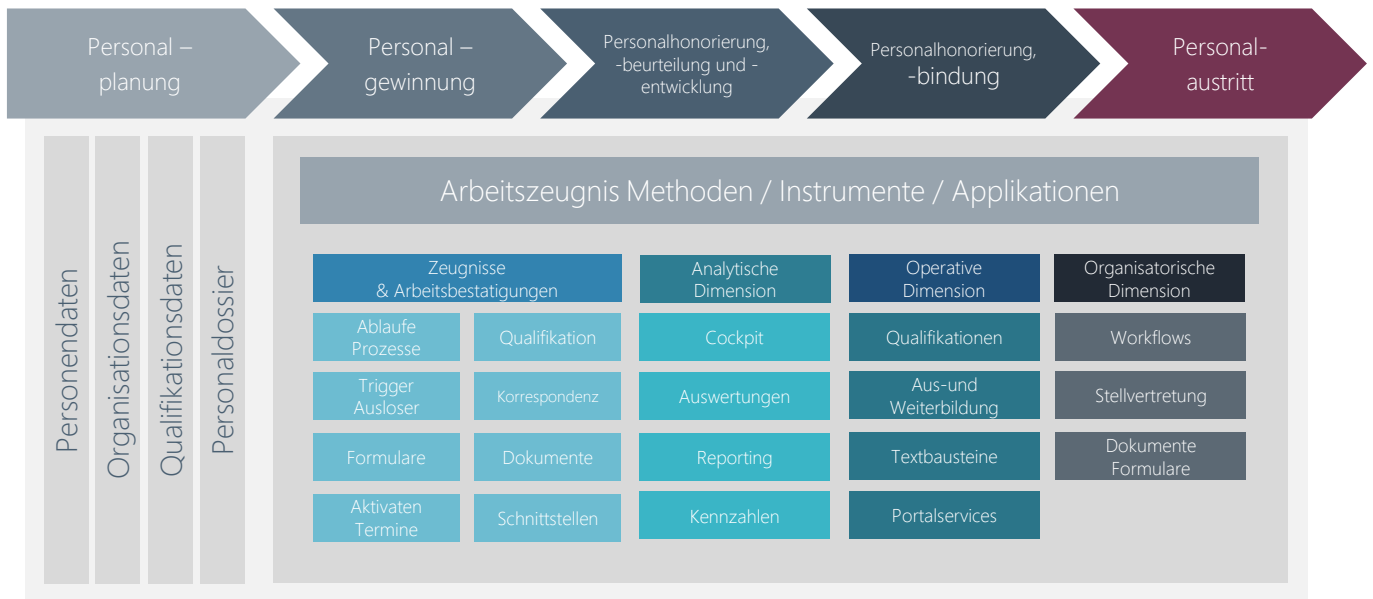 Personal –
planung
Personal –
gewinnung
Personalhonorierung,
-beurteilung und -
entwicklung
Personalhonorierung,
-bindung
Personal-
austritt
Personendaten
Organisationsdaten
Qualifikationsdaten
Personaldossier
Arbeitszeugnis Methoden / Instrumente / Applikationen
Zeugnisse
& Arbeitsbestatigungen
Ablaufe
Prozesse
Qualifikation
Trigger
Ausloser
Korrespondenz
Formulare
Dokumente
Aktivaten
Termine
Schnittstellen
Analytische
Dimension
Cockpit
Auswertungen
Reporting
Kennzahlen
Operative
Dimension
Qualifikationen
Aus-und
Weiterbildung
Textbausteine
Portalservices
Organisatorische
Dimension
Workflows
Stellvertretung
Dokumente
Formulare